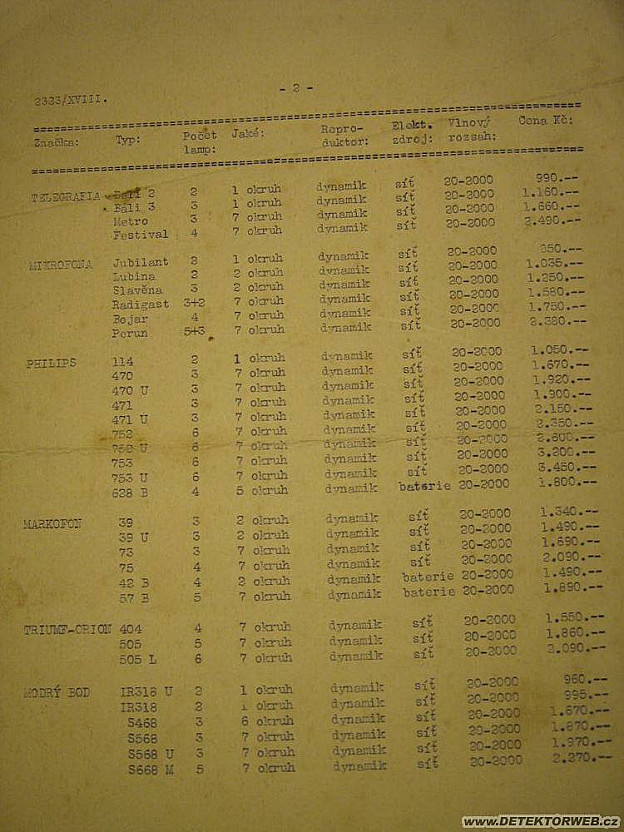 - 2 -
2323/XVIII.
Značka: Typ: Počet lamp: Jaké: Repro-duktor: Elekt. zdroj: Vlnový rozsah: Cena Kč:
TELEGRAFIA Bali 2 2 1 okruh dynamik síť 20-2000 990.--
Bali 3 3 1 okruh dynamik síť 20-2000 1.160.--
Metro 3 7 okruh dynamik síť 20-2000 1.660.--
Festival 4 7 okruh dynamik síť 20-2000 2.490.--
MIKROFONA Jubilant 2 1 okruh dynamik síť 20-2000
Lubina 2 2 okruh dynamik síť 20-2000 1.035.--
Slavěna 3 2 okruh dynamik síť 20-2000 1.250.--
Radigast 3+2 7 okruh dynamik síť 20-2000 1.580.--
Bojar 4 7 okruh dynamik síť 20-2000 1.750.--
Perun 5+3 7 okruh dynamik síť 20-2000 2.380.--
PHILIPS 114 2 1 okruh dynamik síť 20-2000 1.050.--
470 3 7 okruh dynamik síť 20-2000 1.670.--
470 U 3 7 okruh dynamik síť 20-2000 1.920.--
471 3 7 okruh dynamik síť 20-2000 1.900.--
471 U 3 7 okruh dynamik síť 20-2000 2.150.--
752 6 7 okruh dynamik síť 20-2000 2.350.--
752 U 6 7 okruh dynamik síť 20-2000 2.600.--
753 6 7 okruh dynamik síť 20-2000 3.200.--
753 U 6 7 okruh dynamik síť 20-2000 3.450.--
628 B 4 5 okruh dynamik baterie 20-2000 1.800.--
MARKOFON 39 3 2 okruh dynamik síť 20-2000 1.340.--
39 U 3 2 okruh dynamik síť 20-2000 1.490.--
73 3 7 okruh dynamik síť 20-2000 1.690.--
75 4 7 okruh dynamik síť 20-2000 2.090.--
42 B 4 2 okruh dynamik baterie 20-2000 1.490.--
57 B 5 7 okruh dynamik baterie 20-2000 1.890.--
TRIUMF-ORION 404 4 7 okruh dynamik síť 20-2000 1.550.--
505 5 7 okruh dynamik síť 20-2000 1.860.--
505 L 6 7 okruh dynamik síť 20-2000 2.090.--
MODRÝ BOD IR318 U 2 1 okruh dynamik síť 20-2000 960.--
IR318 2 1 okruh dynamik síť 20-2000 995.--
S468 3 6 okruh dynamik síť 20-2000 1.670.--
S568 3 7 okruh dynamik síť 20-2000 1.870.--
S568 U 3 7 okruh dynamik síť 20-2000 1.970.--
S668 M 5 7 okruh dynamik síť 20-2000 2.270.--
www.DETEKTORWEB.cz